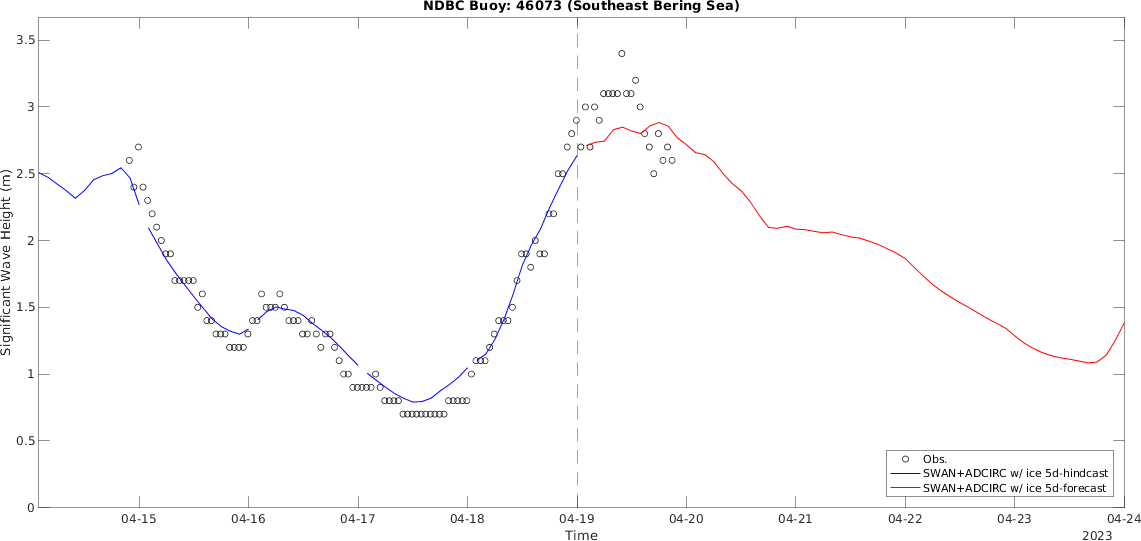 NDBC Buoy: 46073 (Southeast Bering Sea)
Significant Wave Height (m)
3.5
3
2.5
2
1.5
1
0.5
0
04-15 04-16 04-17 04-18 04-19 04-20 04-21 04-22 04-23 04-24
Time
2023
Obs.
SWAN+ADCIRC w/ ice 5d-hindcast
SWAN+ADCIRC w/ ice 5d-forecast